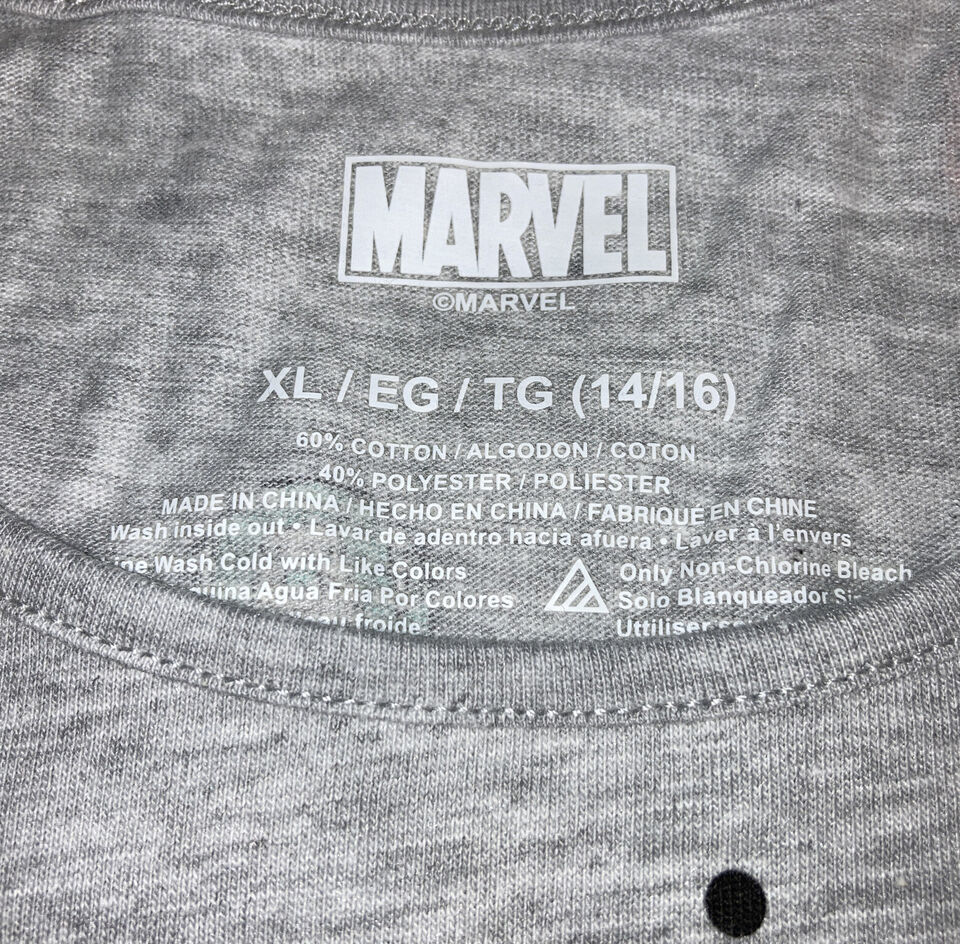 MARVEL
©MARVEL
XL / EG / TG (14/16)
60% COTTON / ALGODON / COTON
40% POLYESTER / POLIESTER
MADE IN CHINA / HECHO EN CHINA / FABRIQUÉ EN CHINE
Wash inside out • Lavar de adentro hacia afuera • Laver à l'envers
Wash Cold with Like Colors
Agua Fria Por Colores
froide
Only Non-Chlorine Bleach
Solo Blanqueador
Uttiliser